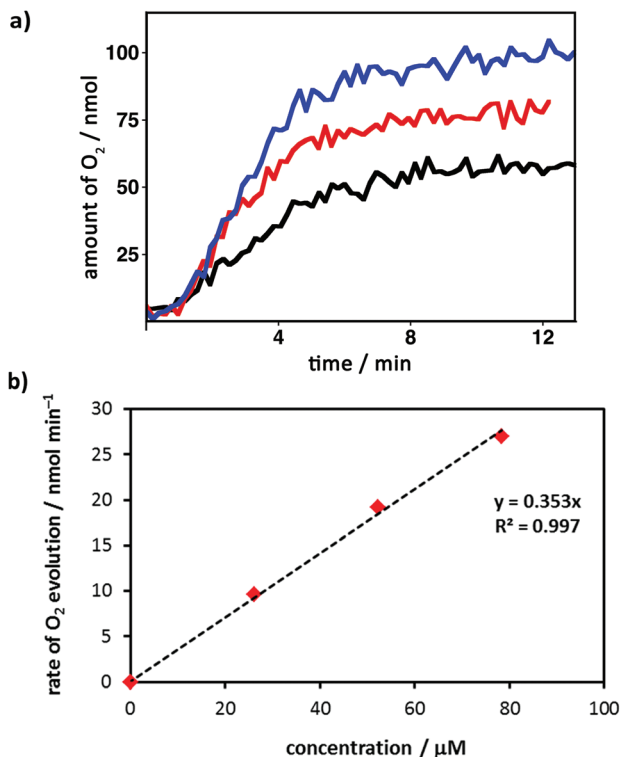 a)
amount of O₂ / nmol
100
75
50
25
4
8
12
time / min
b)
rate of O₂ evolution / nmol min⁻¹
30
25
20
15
10
5
0
y = 0.353x
R² = 0.997
0
20
40
60
80
100
concentration / μM